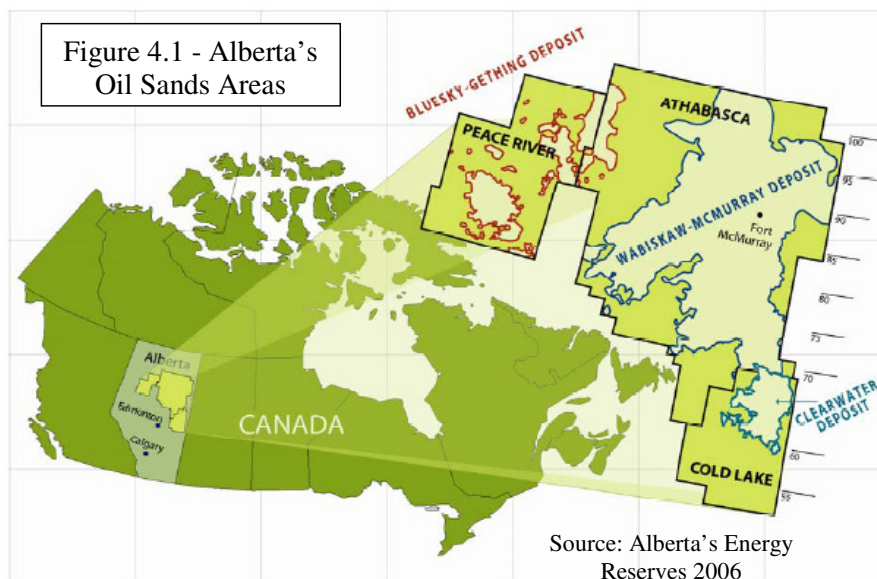 Figure 4.1 - Alberta's
Oil Sands Areas
BLUESKY-GETHING DEPOSIT
PEACE RIVER
ATHABASCA
WABISKAW-MCMURRAY DEPOSIT
Fort
McMurray
100
95
90
85
80
75
70
60
55
CLEARWATER
DEPOSIT
COLD LAKE
Alberta
Edmonton
Calgary
CANADA
Source: Alberta's Energy
Reserves 2006